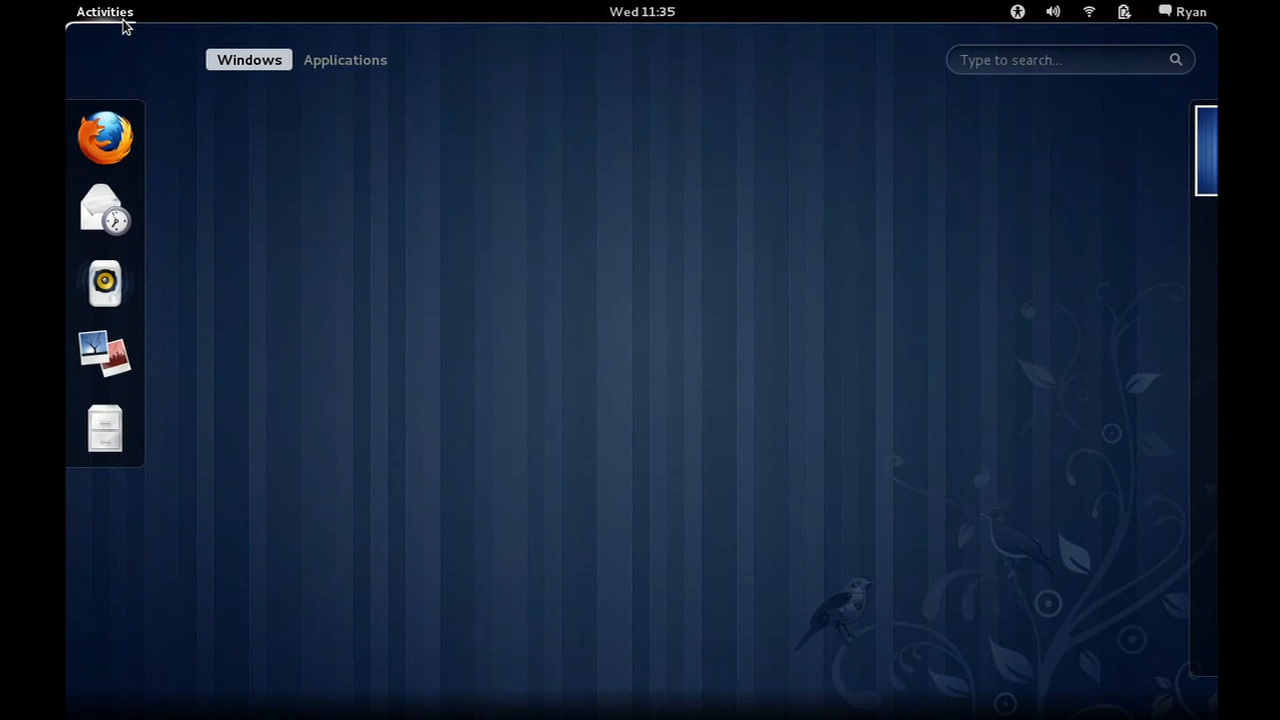 Activities Wed 11:35 Ryan
Windows Applications Type to search...